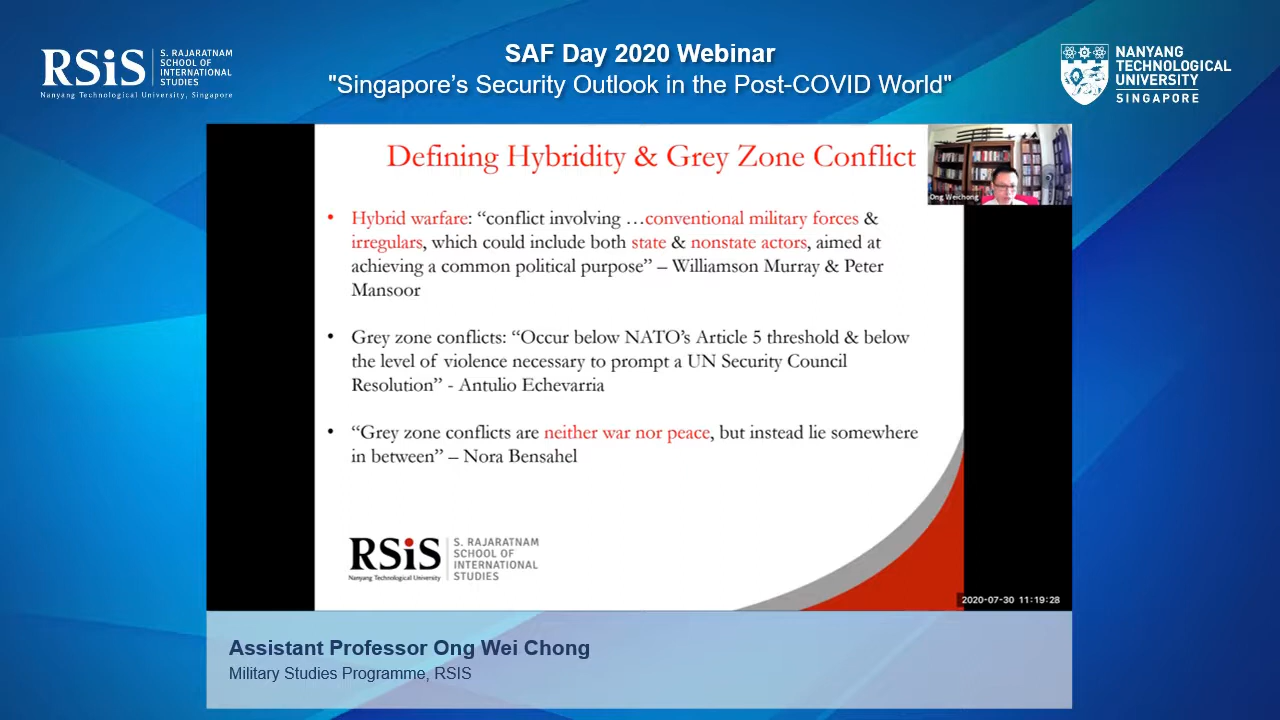 RSiS
S. RAJARATNAM
SCHOOL OF
INTERNATIONAL
STUDIES
Nanyang Technological University, Singapore
SAF Day 2020 Webinar
"Singapore’s Security Outlook in the Post-COVID World"
NANYANG
TECHNOLOGICAL
UNIVERSITY
SINGAPORE
Defining Hybridity & Grey Zone Conflict
Ong Weichong
• Hybrid warfare: “conflict involving …conventional military forces &
irregulars, which could include both state & nonstate actors, aimed at
achieving a common political purpose” – Williamson Murray & Peter
Mansoor
• Grey zone conflicts: “Occur below NATO’s Article 5 threshold & below
the level of violence necessary to prompt a UN Security Council
Resolution” - Antulio Echevarria
• “Grey zone conflicts are neither war nor peace, but instead lie somewhere
in between” – Nora Bensahel
RSiS
Nanyang Technological University
S. RAJARATNAM
SCHOOL OF
INTERNATIONAL
STUDIES
2020-07-30 11:19:28
Assistant Professor Ong Wei Chong
Military Studies Programme, RSIS